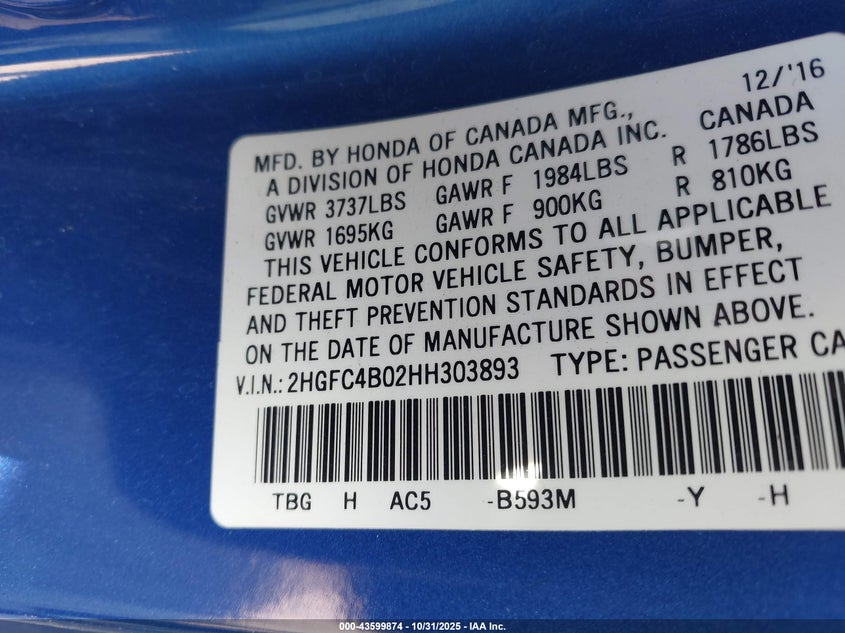 12/'16
MFD. BY HONDA OF CANADA MFG.,
A DIVISION OF HONDA CANADA INC. CANADA
GVWR 3737LBS GAWR F 1984LBS R 1786LBS
GVWR 1695KG GAWR F 900KG R 810KG
THIS VEHICLE CONFORMS TO ALL APPLICABLE
FEDERAL MOTOR VEHICLE SAFETY, BUMPER,
AND THEFT PREVENTION STANDARDS IN EFFECT
ON THE DATE OF MANUFACTURE SHOWN ABOVE.
V.I.N.: 2HGFC4B02HH303893 TYPE: PASSENGER CA
TBG H AC5 -B593M -Y -H
000-43599874 - 10/31/2025 - IAA Inc.